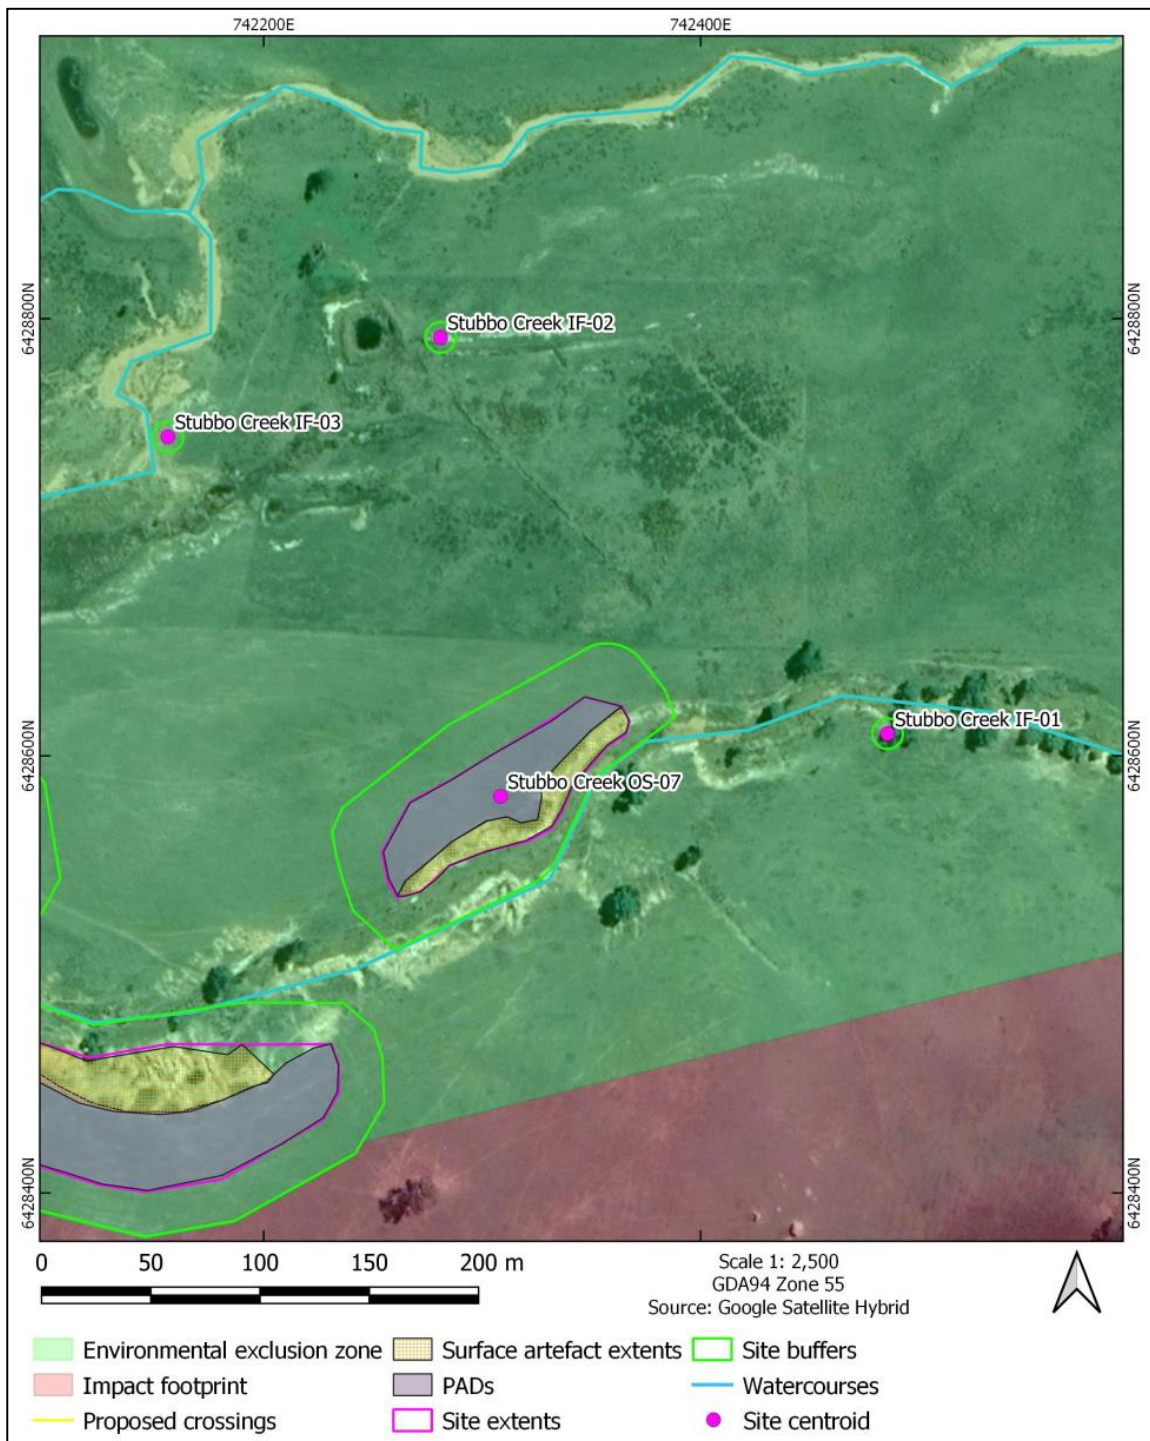 742200E
742400E
6428800N
6428800N
Stubbo Creek IF-02
Stubbo Creek IF-03
6428600N
6428600N
Stubbo Creek IF-01
Stubbo Creek OS-07
6428400N
6428400N
0 50 100 150 200 m
Scale 1: 2,500
GDA94 Zone 55
Source: Google Satellite Hybrid
Environmental exclusion zone
Surface artefact extents
Site buffers
Impact footprint
PADs
Watercourses
Proposed crossings
Site extents
Site centroid